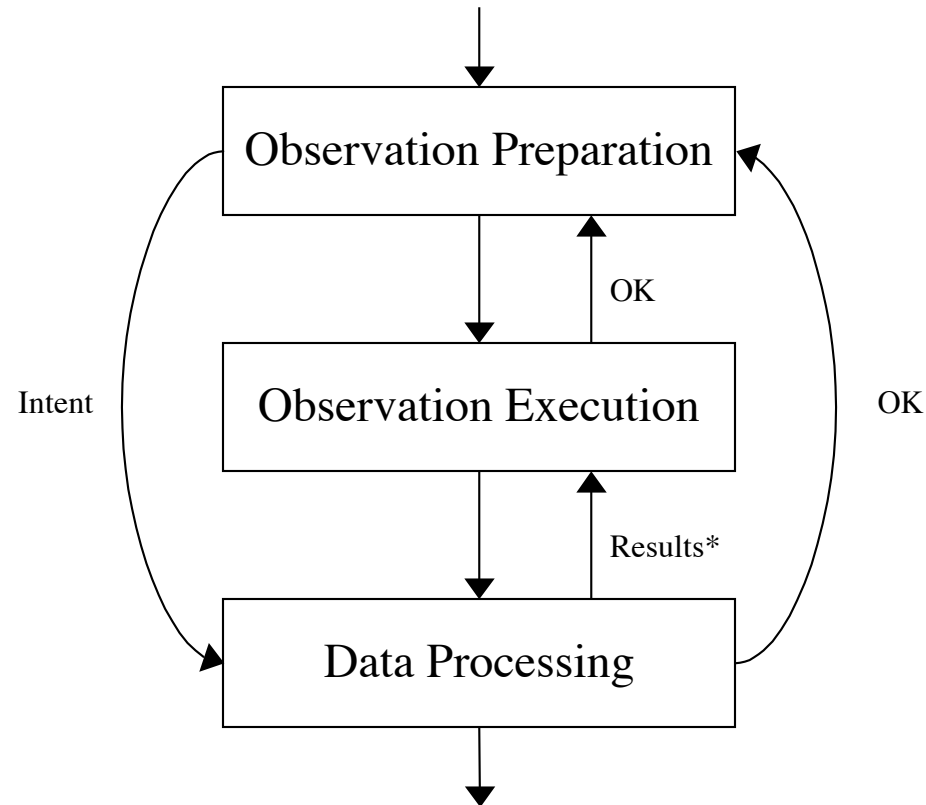 Observation Preparation
OK
Intent
Observation Execution
OK
Results*
Data Processing